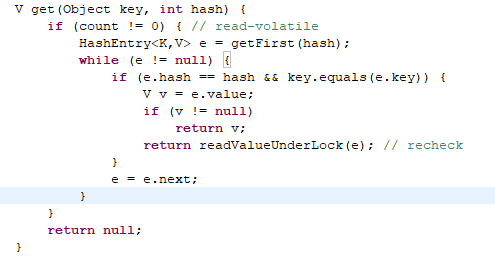 V get(Object key, int hash) {
    if (count != 0) { // read-volatile
        HashEntry<K,V> e = getFirst(hash);
        while (e != null) {
            if (e.hash == hash && key.equals(e.key)) {
                V v = e.value;
                if (v != null)
                    return v;
                return readValueUnderLock(e); // recheck
            }
            e = e.next;
        }
    }
    return null;
}